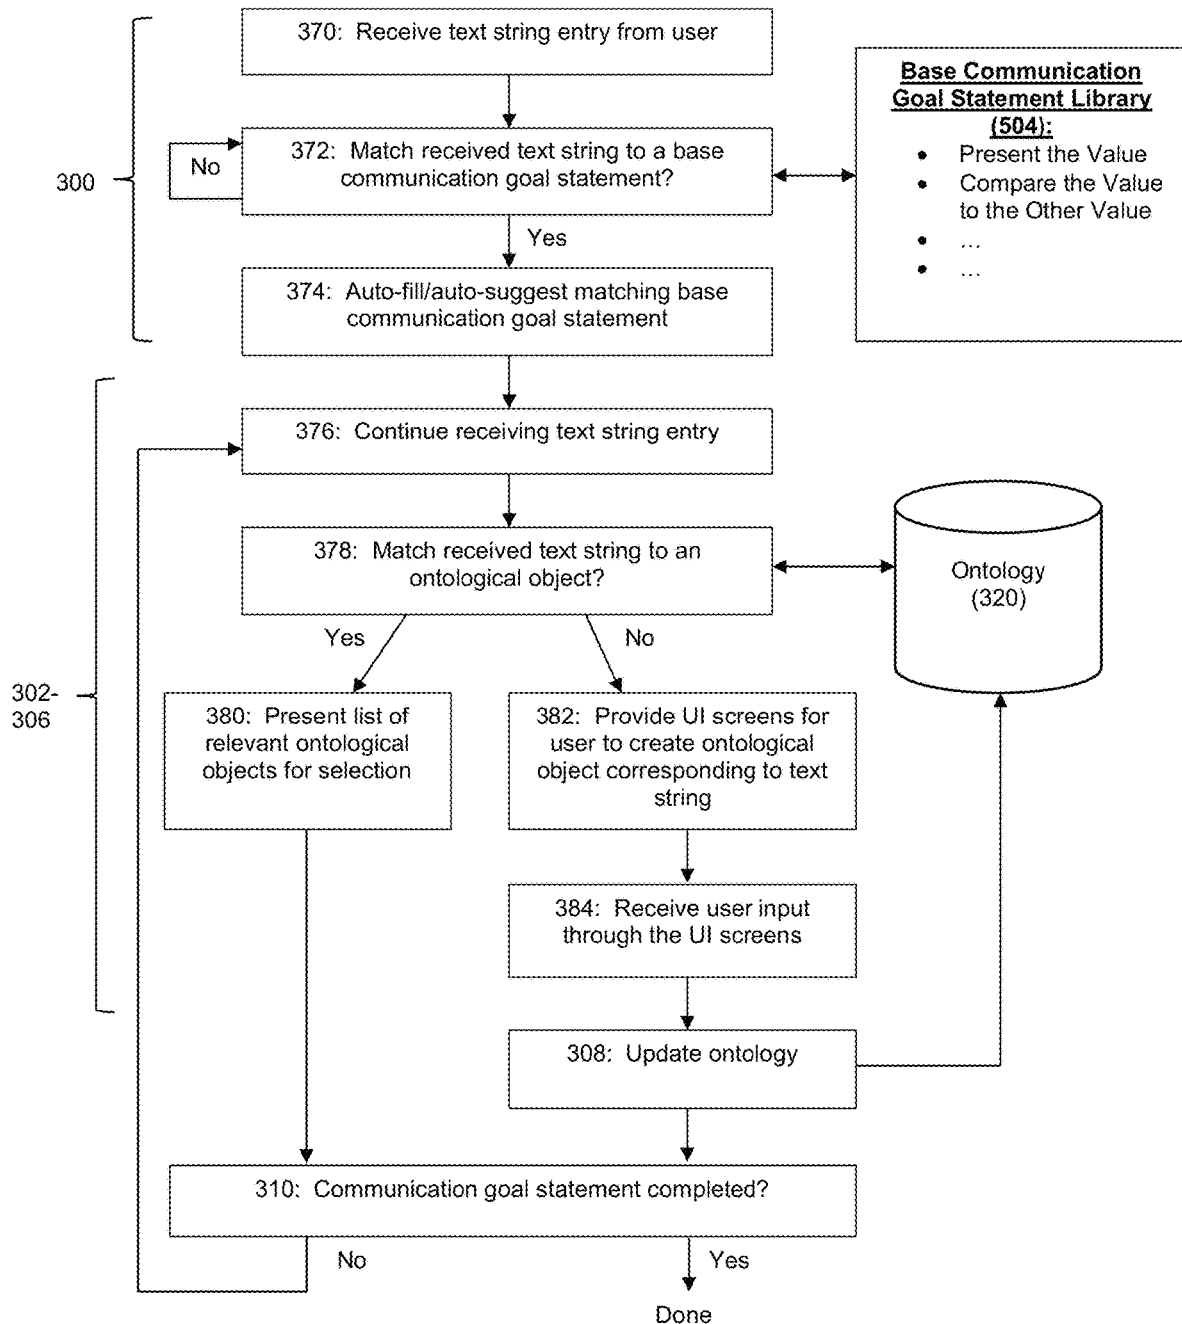 370: Receive text string entry from user
Base Communication
Goal Statement Library
(504):
• Present the Value
• Compare the Value
to the Other Value
• ...
• ...
372: Match received text string to a base
communication goal statement?
No
300
Yes
374: Auto-fill/auto-suggest matching base
communication goal statement
376: Continue receiving text string entry
378: Match received text string to an
ontological object?
Ontology
(320)
Yes
No
302-
306
380: Present list of
relevant ontological
objects for selection
382: Provide UI screens for
user to create ontological
object corresponding to text
string
384: Receive user input
through the UI screens
308: Update ontology
310: Communication goal statement completed?
No
Yes
Done